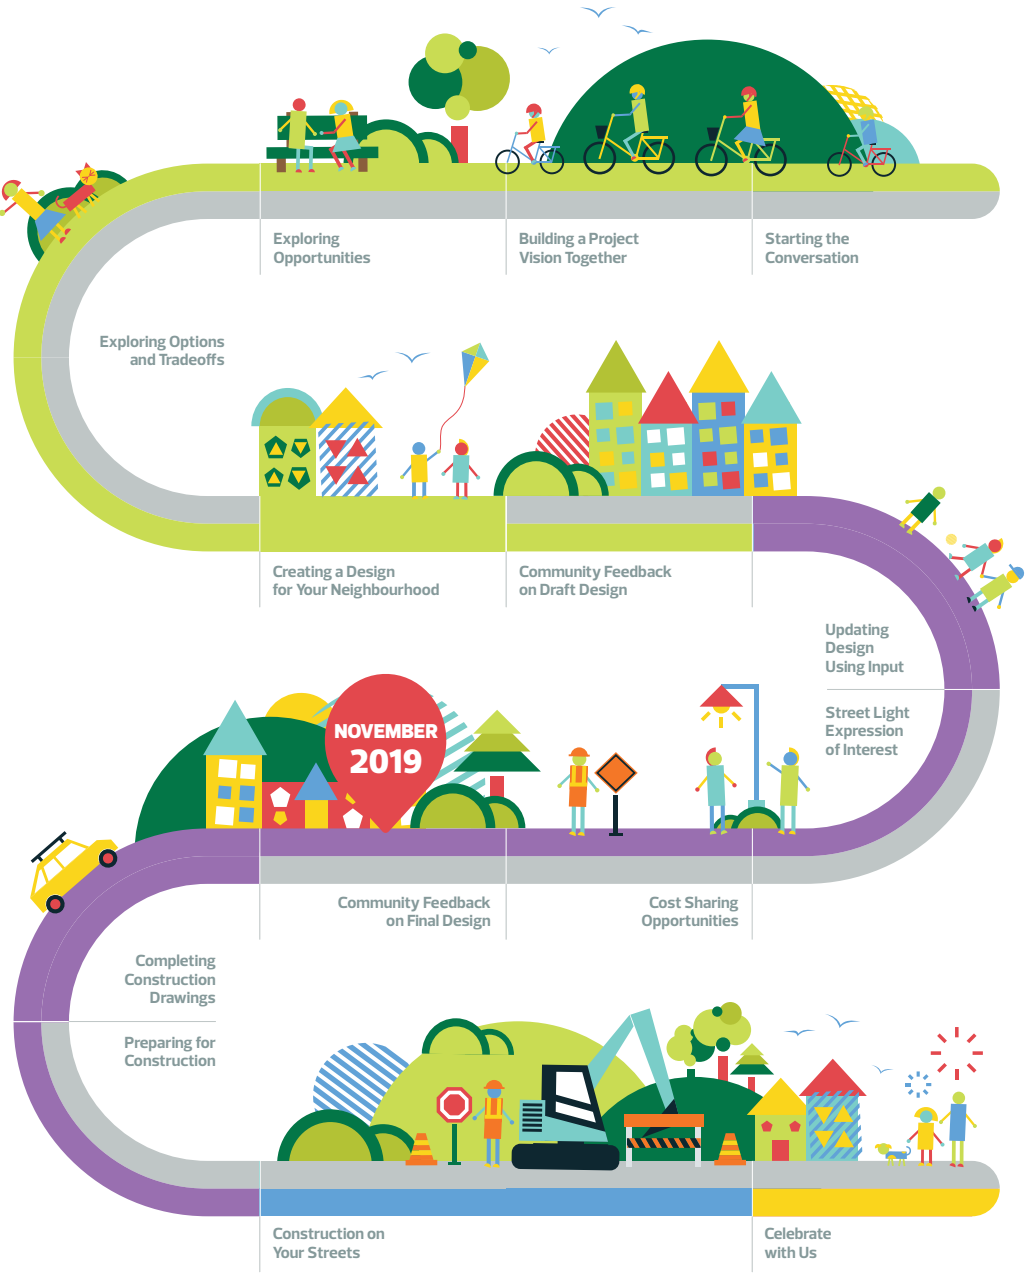 Exploring
Opportunities
Building a Project
Vision Together
Starting the
Conversation
Exploring Options
and Tradeoffs
Creating a Design
for Your Neighbourhood
Community Feedback
on Draft Design
Updating
Design
Using Input
Street Light
Expression
of Interest
NOVEMBER
2019
Community Feedback
on Final Design
Cost Sharing
Opportunities
Completing
Construction
Drawings
Preparing for
Construction
Construction on
Your Streets
Celebrate
with Us